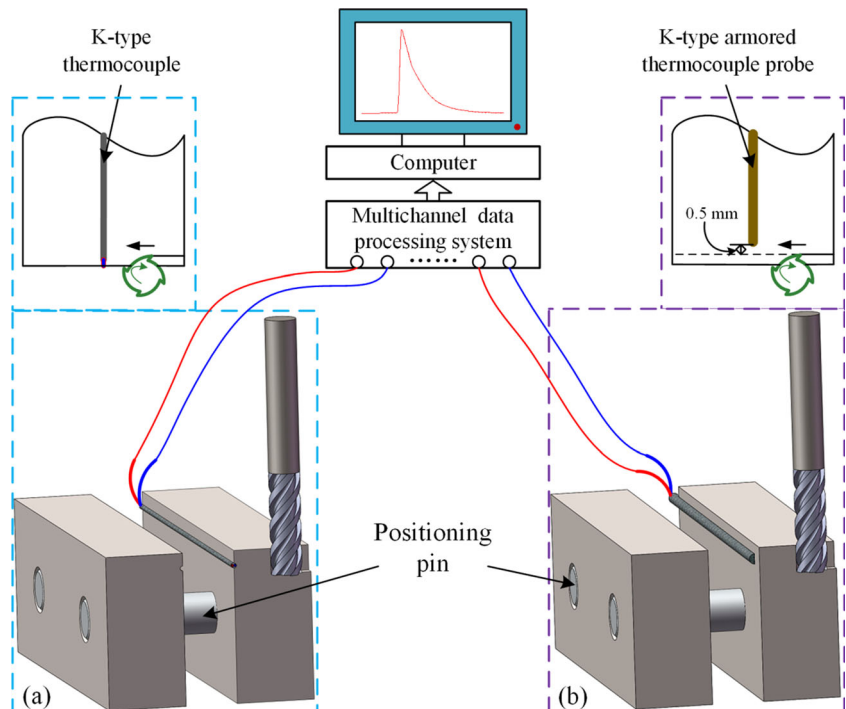 K-type
thermocouple
K-type armored
thermocouple probe
Computer
Multichannel data
processing system
0.5 mm
Positioning
pin
(a)
(b)